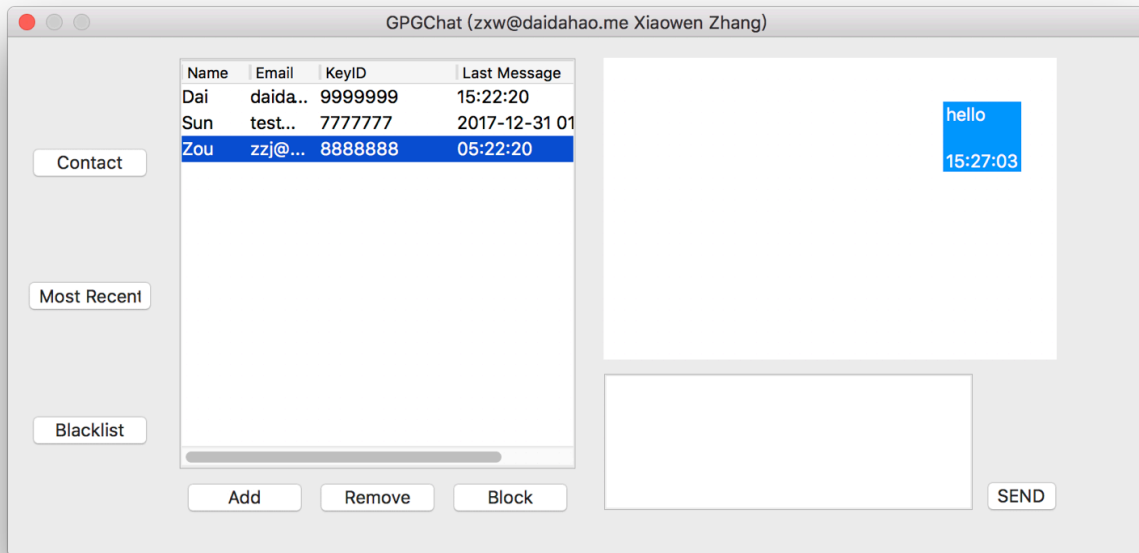 GPGChat (zxw@daidahao.me Xiaowen Zhang)
Contact
Most Recent
Blacklist
Name Email KeyID Last Message
Dai daida... 9999999 15:22:20
Sun test... 7777777 2017-12-31 01
Zou zzj@... 8888888 05:22:20
Add Remove Block
hello
15:27:03
SEND